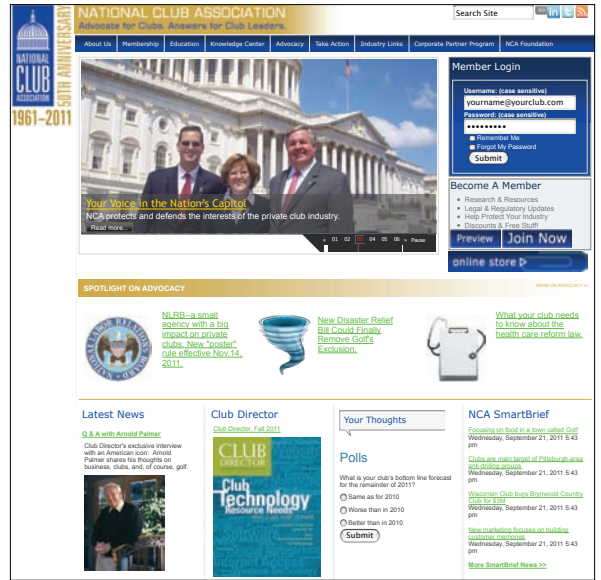 NATIONAL CLUB ASSOCIATION
Advocate for Clubs. Answers for Club Leaders.
Search Site
NATIONAL
CLUB
ASSOCIATION
50TH ANNIVERSARY
1961–2011
About Us
Membership
Education
Knowledge Center
Advocacy
Take Action
Industry Links
Corporate Partner Program
NCA Foundation
Your Voice in the Nation's Capitol
NCA protects and defends the interests of the private club industry.
Read more...
« 01 02 03 04 05 06 » Pause
Member Login
Username: (case sensitive)
yourname@yourclub.com
Password: (case sensitive)
•••••••••
Remember Me
Forgot My Password
Submit
Become A Member
Research & Resources
Legal & Regulatory Updates
Help Protect Your Industry
Discounts & Free Stuff!
Preview
Join Now
online store
SPOTLIGHT ON ADVOCACY
MORE ON ADVOCACY >>
NLRB--a small
agency with a big
impact on private
clubs. New "poster"
rule effective Nov.14,
2011.
New Disaster Relief
Bill Could Finally
Remove Golf's
Exclusion.
What your club needs
to know about the
health care reform law.
Latest News
Q & A with Arnold Palmer
Club Director's exclusive interview
with an American icon: Arnold
Palmer shares his thoughts on
business, clubs, and, of course, golf.
Club Director
Club Director, Fall 2011
CLUB
DIRECTOR
Club
Technology
Resource Needs
Internet Access
Your Thoughts
Polls
What is your club's bottom line forecast
for the remainder of 2011?
Same as for 2010
Worse than in 2010
Better than in 2010
Submit
NCA SmartBrief
Focusing on food in a town called Golf
Wednesday, September 21, 2011 5:43
pm
Clubs are main target of Pittsburgh-area
anti-drilling groups
Wednesday, September 21, 2011 5:43
pm
Wisconsin Club buys Brynwood Country
Club for $3M
Wednesday, September 21, 2011 5:43
pm
New marketing focuses on building
customer memories
Wednesday, September 21, 2011 5:43
pm
More SmartBrief News >>